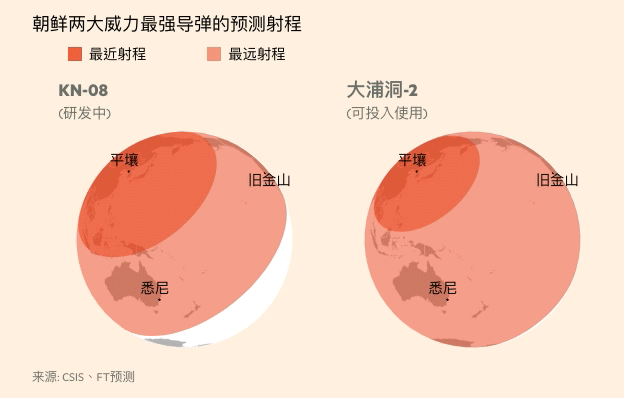 朝鲜两大威力最强导弹的预测射程
最近射程 最远射程
KN-08
(研发中)
平壤
旧金山
悉尼
大浦洞-2
(可投入使用)
平壤
旧金山
悉尼
来源: CSIS、FT预测